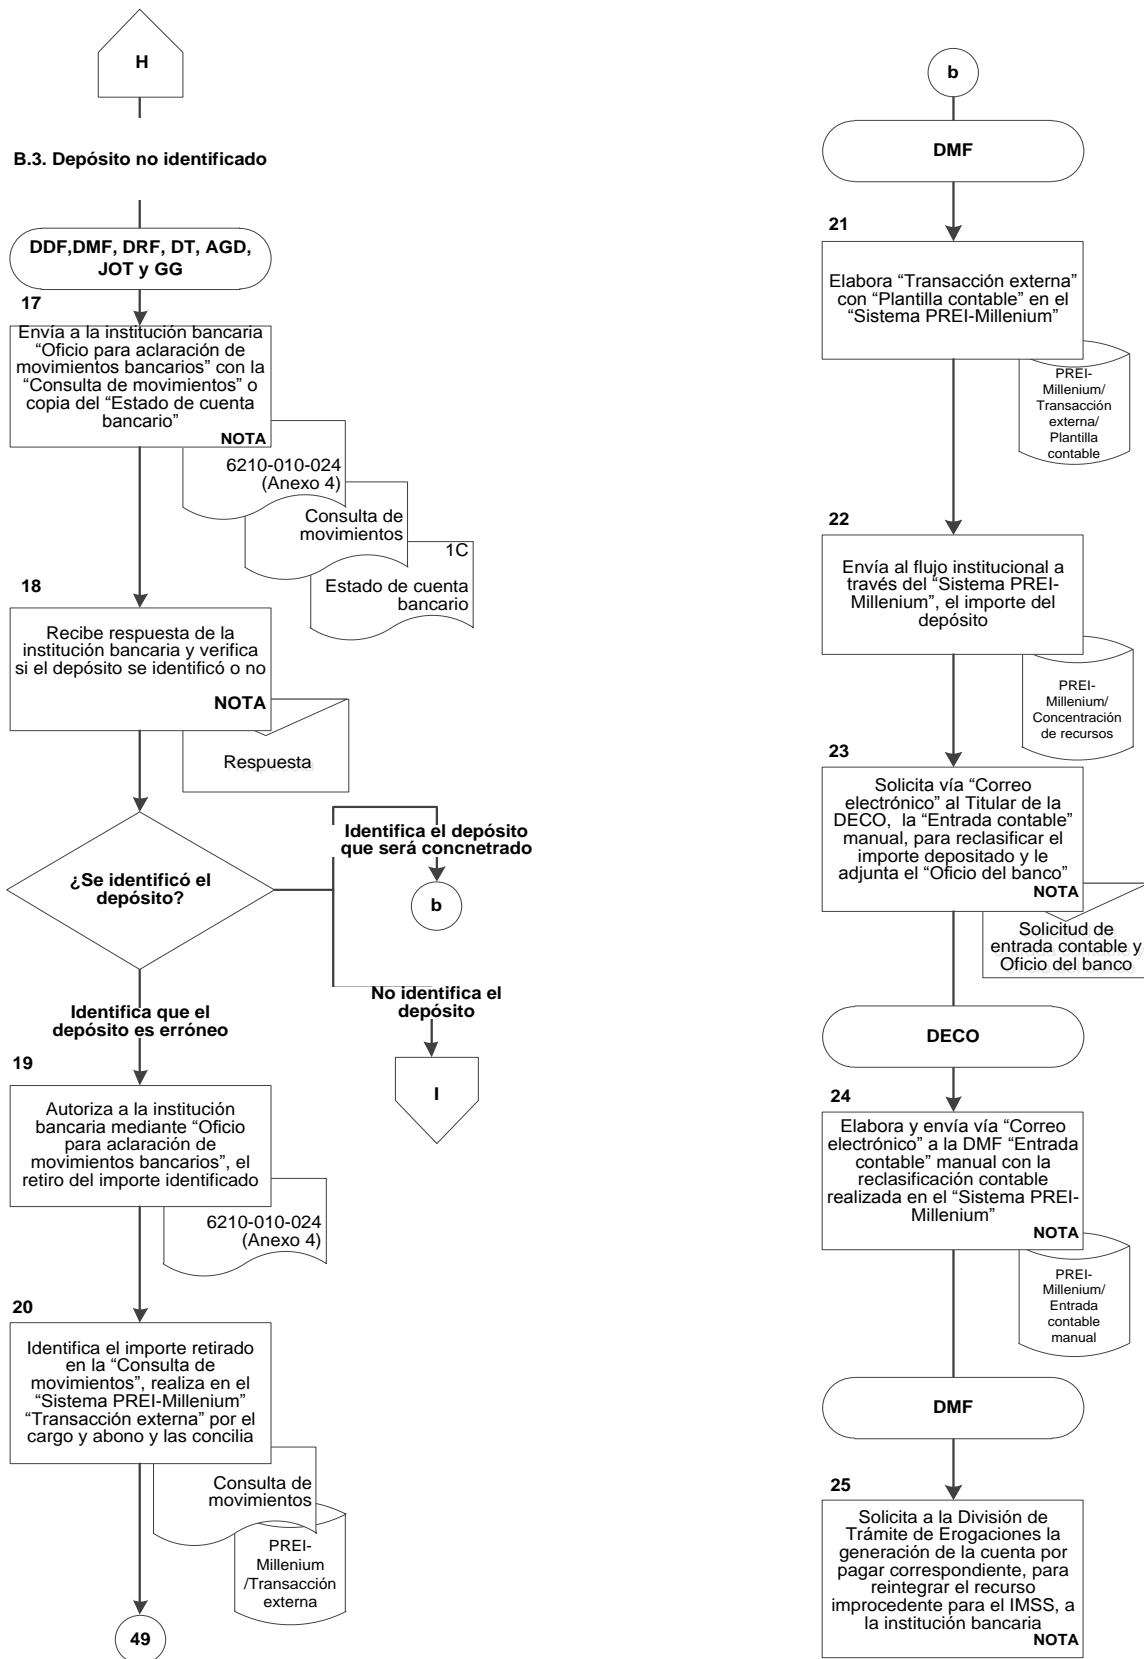 H
B.3. Depósito no identificado
DDF,DMF, DRF, DT, AGD,
JOT y GG
17
Envía a la institución bancaria
“Oficio para aclaración de
movimientos bancarios” con la
“Consulta de movimientos” o
copia del “Estado de cuenta
bancario”
NOTA
6210-010-024
(Anexo 4)
Consulta de
movimientos
1C
Estado de cuenta
bancario
18
Recibe respuesta de la
institución bancaria y verifica
si el depósito se identificó o no
NOTA
Respuesta
¿Se identificó el
depósito?
Identifica el depósito
que será concnetrado
b
No identifica el
depósito
I
Identifica que el
depósito es erróneo
19
Autoriza a la institución
bancaria mediante “Oficio
para aclaración de
movimientos bancarios”, el
retiro del importe identificado
6210-010-024
(Anexo 4)
20
Identifica el importe retirado
en la “Consulta de
movimientos”, realiza en el
“Sistema PREI-Millenium”
“Transacción externa” por el
cargo y abono y las concilia
Consulta de
movimientos
PREI-
Millenium
/Transacción
externa
49
b
DMF
21
Elabora “Transacción externa”
con “Plantilla contable” en el
“Sistema PREI-Millenium”
PREI-
Millenium/
Transacción
externa/
Plantilla
contable
22
Envía al flujo institucional a
través del “Sistema PREI-
Millenium”, el importe del
depósito
PREI-
Millenium/
Concentración
de recursos
23
Solicita vía “Correo
electrónico” al Titular de la
DECO, la “Entrada contable”
manual, para reclasificar el
importe depositado y le
adjunta el “Oficio del banco”
NOTA
Solicitud de
entrada contable y
Oficio del banco
DECO
24
Elabora y envía vía “Correo
electrónico” a la DMF “Entrada
contable” manual con la
reclasificación contable
realizada en el “Sistema PREI-
Millenium”
NOTA
PREI-
Millenium/
Entrada
contable
manual
DMF
25
Solicita a la División de
Trámite de Erogaciones la
generación de la cuenta por
pagar correspondiente, para
reintegrar el recurso
improcedente para el IMSS, a
la institución bancaria
NOTA